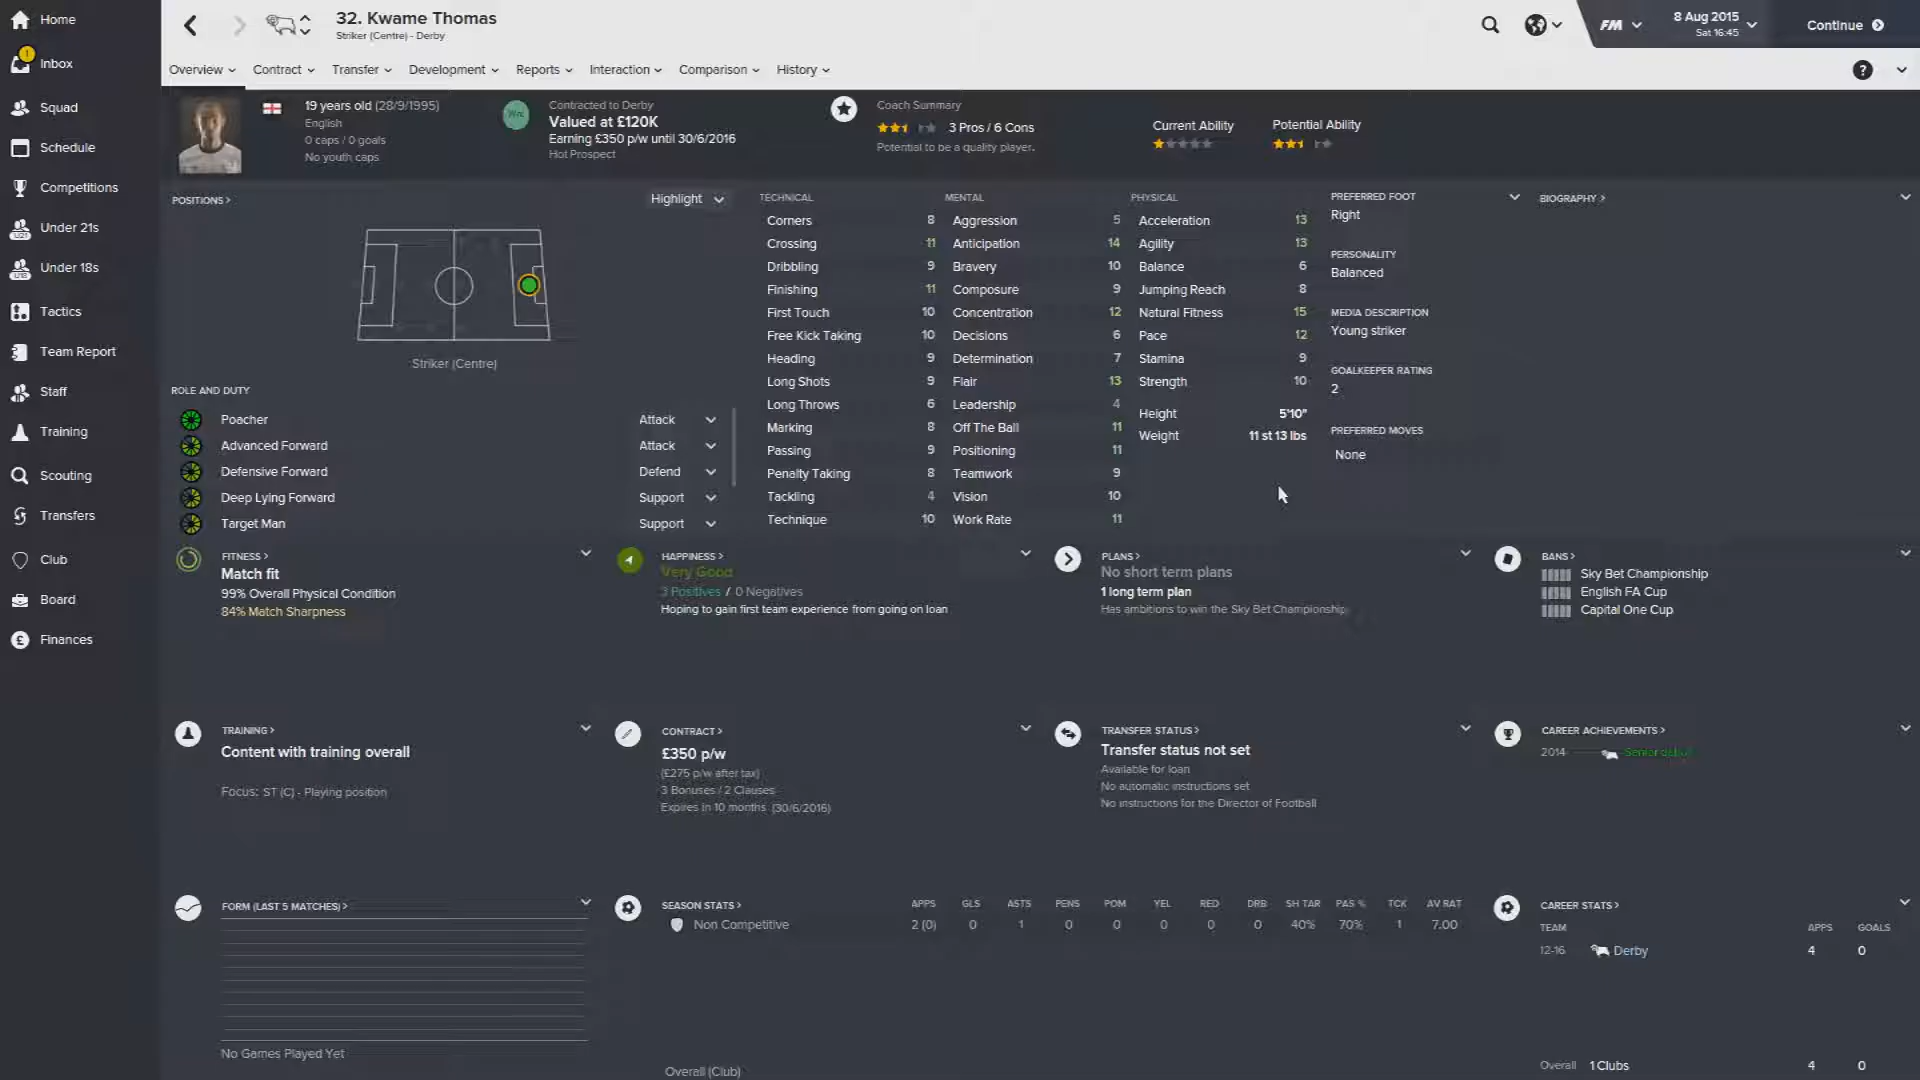 Home
Inbox
Squad
Schedule
Competitions
Under 21s
Under 18s
Tactics
Team Report
Staff
Training
Scouting
Transfers
Club
Board
Finances
32. Kwame Thomas
Striker (Centre) - Derby
FM
8 Aug 2015
Sat 16:45
Continue
Overview
Contract
Transfer
Development
Reports
Interaction
Comparison
History
19 years old (28/9/1995)
English
0 caps / 0 goals
No youth caps
Contracted to Derby
Valued at £120K
Earning £350 p/w until 30/6/2016
Hot Prospect
Coach Summary
3 Pros / 6 Cons
Potential to be a quality player.
Current Ability
Potential Ability
POSITIONS >
Highlight
Striker (Centre)
ROLE AND DUTY
Poacher Attack
Advanced Forward Attack
Defensive Forward Defend
Deep Lying Forward Support
Target Man Support
TECHNICAL
Corners 8
Crossing 11
Dribbling 9
Finishing 11
First Touch 10
Free Kick Taking 10
Heading 9
Long Shots 9
Long Throws 6
Marking 8
Passing 9
Penalty Taking 8
Tackling 4
Technique 10
MENTAL
Aggression 5
Anticipation 14
Bravery 10
Composure 9
Concentration 12
Decisions 6
Determination 7
Flair 13
Leadership 4
Off The Ball 11
Positioning 11
Teamwork 9
Vision 10
Work Rate 11
PHYSICAL
Acceleration 13
Agility 13
Balance 6
Jumping Reach 8
Natural Fitness 15
Pace 12
Stamina 9
Strength 10
Height 5'10"
Weight 11 st 13 lbs
PREFERRED FOOT
Right
PERSONALITY
Balanced
MEDIA DESCRIPTION
Young striker
GOALKEEPER RATING
2
PREFERRED MOVES
None
BIOGRAPHY >
FITNESS >
Match fit
99% Overall Physical Condition
84% Match Sharpness
HAPPINESS >
Very Good
3 Positives / 0 Negatives
Hoping to gain first team experience from going on loan
PLANS >
No short term plans
1 long term plan
Has ambitions to win the Sky Bet Championship
BANS >
Sky Bet Championship
English FA Cup
Capital One Cup
TRAINING >
Content with training overall
Focus: ST (C) - Playing position
CONTRACT >
£350 p/w
(£275 p/w after tax)
3 Bonuses / 2 Clauses
Expires in 10 months (30/6/2016)
TRANSFER STATUS >
Transfer status not set
Available for loan
No automatic instructions set
No instructions for the Director of Football
CAREER ACHIEVEMENTS >
2014 Senior debut
FORM (LAST 5 MATCHES) >
No Games Played Yet
SEASON STATS > APPS GLS ASTS PENS POM YEL RED DRB SH TAR PAS % TCK AV RAT
Non Competitive 2 (0) 0 1 0 0 0 0 0 40% 70% 1 7.00
Overall (Club)
CAREER STATS >
TEAM APPS GOALS
12-16 Derby 4 0
Overall 1 Clubs 4 0